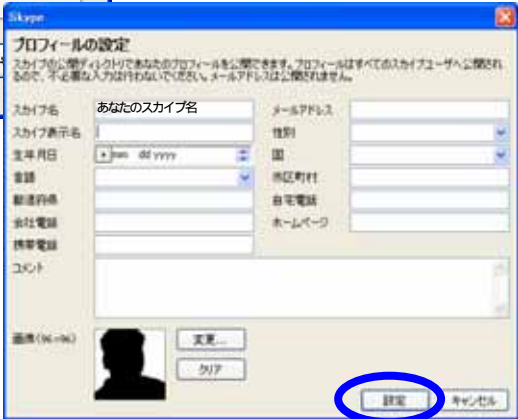 Skype
プロフィールの設定
スカイプの公開ディレクトリであなたのプロフィールを公開できます。プロフィールはすべてのスカイプユーザへ公開され
るので、不必要な入力は行わないでください。メールアドレスは公開されません。
スカイプ名 あなたのスカイプ名 メールアドレス
スカイプ表示名 性別
生年月日 mm dd yyyy 国
言語 市区町村
都道府県 自宅電話
会社電話 ホームページ
携帯電話
コメント
画像(96×96) 変更...
クリア
設定 キャンセル